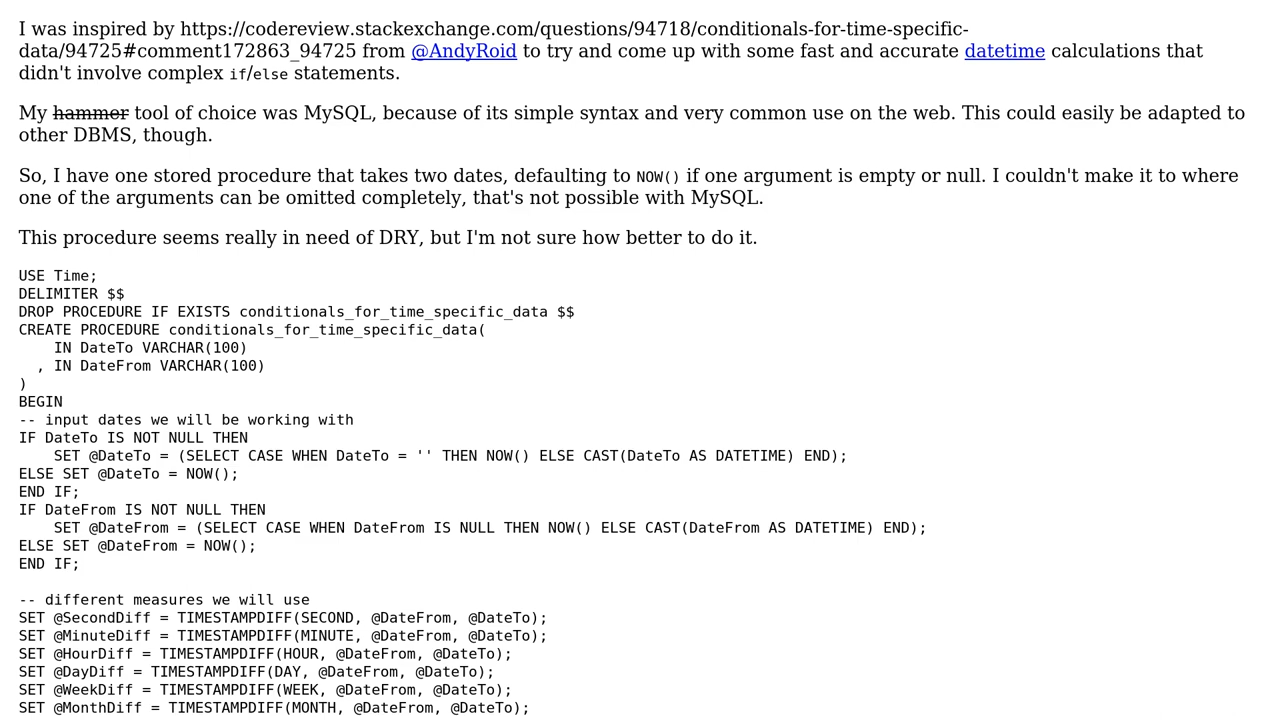 I was inspired by https://codereview.stackexchange.com/questions/94718/conditionals-for-time-specific-
data/94725#comment172863_94725 from @AndyRoid to try and come up with some fast and accurate datetime calculations that
didn't involve complex if/else statements.
My hammer tool of choice was MySQL, because of its simple syntax and very common use on the web. This could easily be adapted to
other DBMS, though.
So, I have one stored procedure that takes two dates, defaulting to NOW() if one argument is empty or null. I couldn't make it to where
one of the arguments can be omitted completely, that's not possible with MySQL.
This procedure seems really in need of DRY, but I'm not sure how better to do it.
USE Time;
DELIMITER $$
DROP PROCEDURE IF EXISTS conditionals_for_time_specific_data $$
CREATE PROCEDURE conditionals_for_time_specific_data(
    IN DateTo VARCHAR(100)
  , IN DateFrom VARCHAR(100)
)
BEGIN
-- input dates we will be working with
IF DateTo IS NOT NULL THEN
    SET @DateTo = (SELECT CASE WHEN DateTo = '' THEN NOW() ELSE CAST(DateTo AS DATETIME) END);
ELSE SET @DateTo = NOW();
END IF;
IF DateFrom IS NOT NULL THEN
    SET @DateFrom = (SELECT CASE WHEN DateFrom IS NULL THEN NOW() ELSE CAST(DateFrom AS DATETIME) END);
ELSE SET @DateFrom = NOW();
END IF;
-- different measures we will use
SET @SecondDiff = TIMESTAMPDIFF(SECOND, @DateFrom, @DateTo);
SET @MinuteDiff = TIMESTAMPDIFF(MINUTE, @DateFrom, @DateTo);
SET @HourDiff = TIMESTAMPDIFF(HOUR, @DateFrom, @DateTo);
SET @DayDiff = TIMESTAMPDIFF(DAY, @DateFrom, @DateTo);
SET @WeekDiff = TIMESTAMPDIFF(WEEK, @DateFrom, @DateTo);
SET @MonthDiff = TIMESTAMPDIFF(MONTH, @DateFrom, @DateTo);